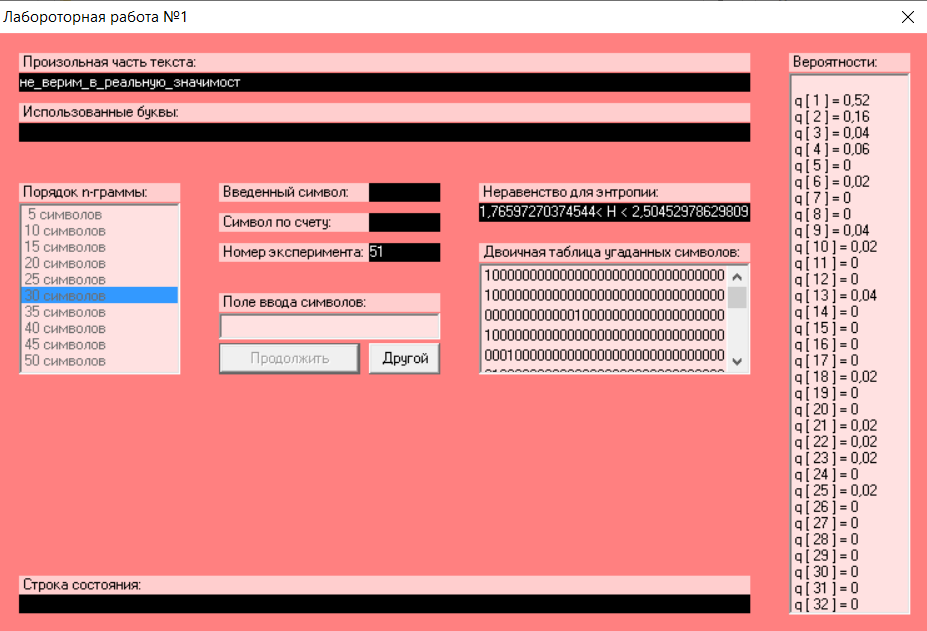 Лабороторная работа №1
Произольная часть текста:
не_верим_в_реальную_значимост
Использованные буквы:
Порядок n-граммы:
5 символов
10 символов
15 символов
20 символов
25 символов
30 символов
35 символов
40 символов
45 символов
50 символов
Введенный символ:
Символ по счету:
Номер эксперимента: 51
Поле ввода символов:
Продолжить
Другой
Неравенство для энтропии:
1,76597270374544< H < 2,50452978629809
Двоичная таблица угаданных символов:
10000000000000000000000000000000
10000000000000000000000000000000
00000000000010000000000000000000
10000000000000000000000000000000
00010000000000000000000000000000
Вероятности:
q [ 1 ] = 0,52
q [ 2 ] = 0,16
q [ 3 ] = 0,04
q [ 4 ] = 0,06
q [ 5 ] = 0
q [ 6 ] = 0,02
q [ 7 ] = 0
q [ 8 ] = 0
q [ 9 ] = 0,04
q [ 10 ] = 0,02
q [ 11 ] = 0
q [ 12 ] = 0
q [ 13 ] = 0,04
q [ 14 ] = 0
q [ 15 ] = 0
q [ 16 ] = 0
q [ 17 ] = 0
q [ 18 ] = 0,02
q [ 19 ] = 0
q [ 20 ] = 0
q [ 21 ] = 0,02
q [ 22 ] = 0,02
q [ 23 ] = 0,02
q [ 24 ] = 0
q [ 25 ] = 0,02
q [ 26 ] = 0
q [ 27 ] = 0
q [ 28 ] = 0
q [ 29 ] = 0
q [ 30 ] = 0
q [ 31 ] = 0
q [ 32 ] = 0
Строка состояния: